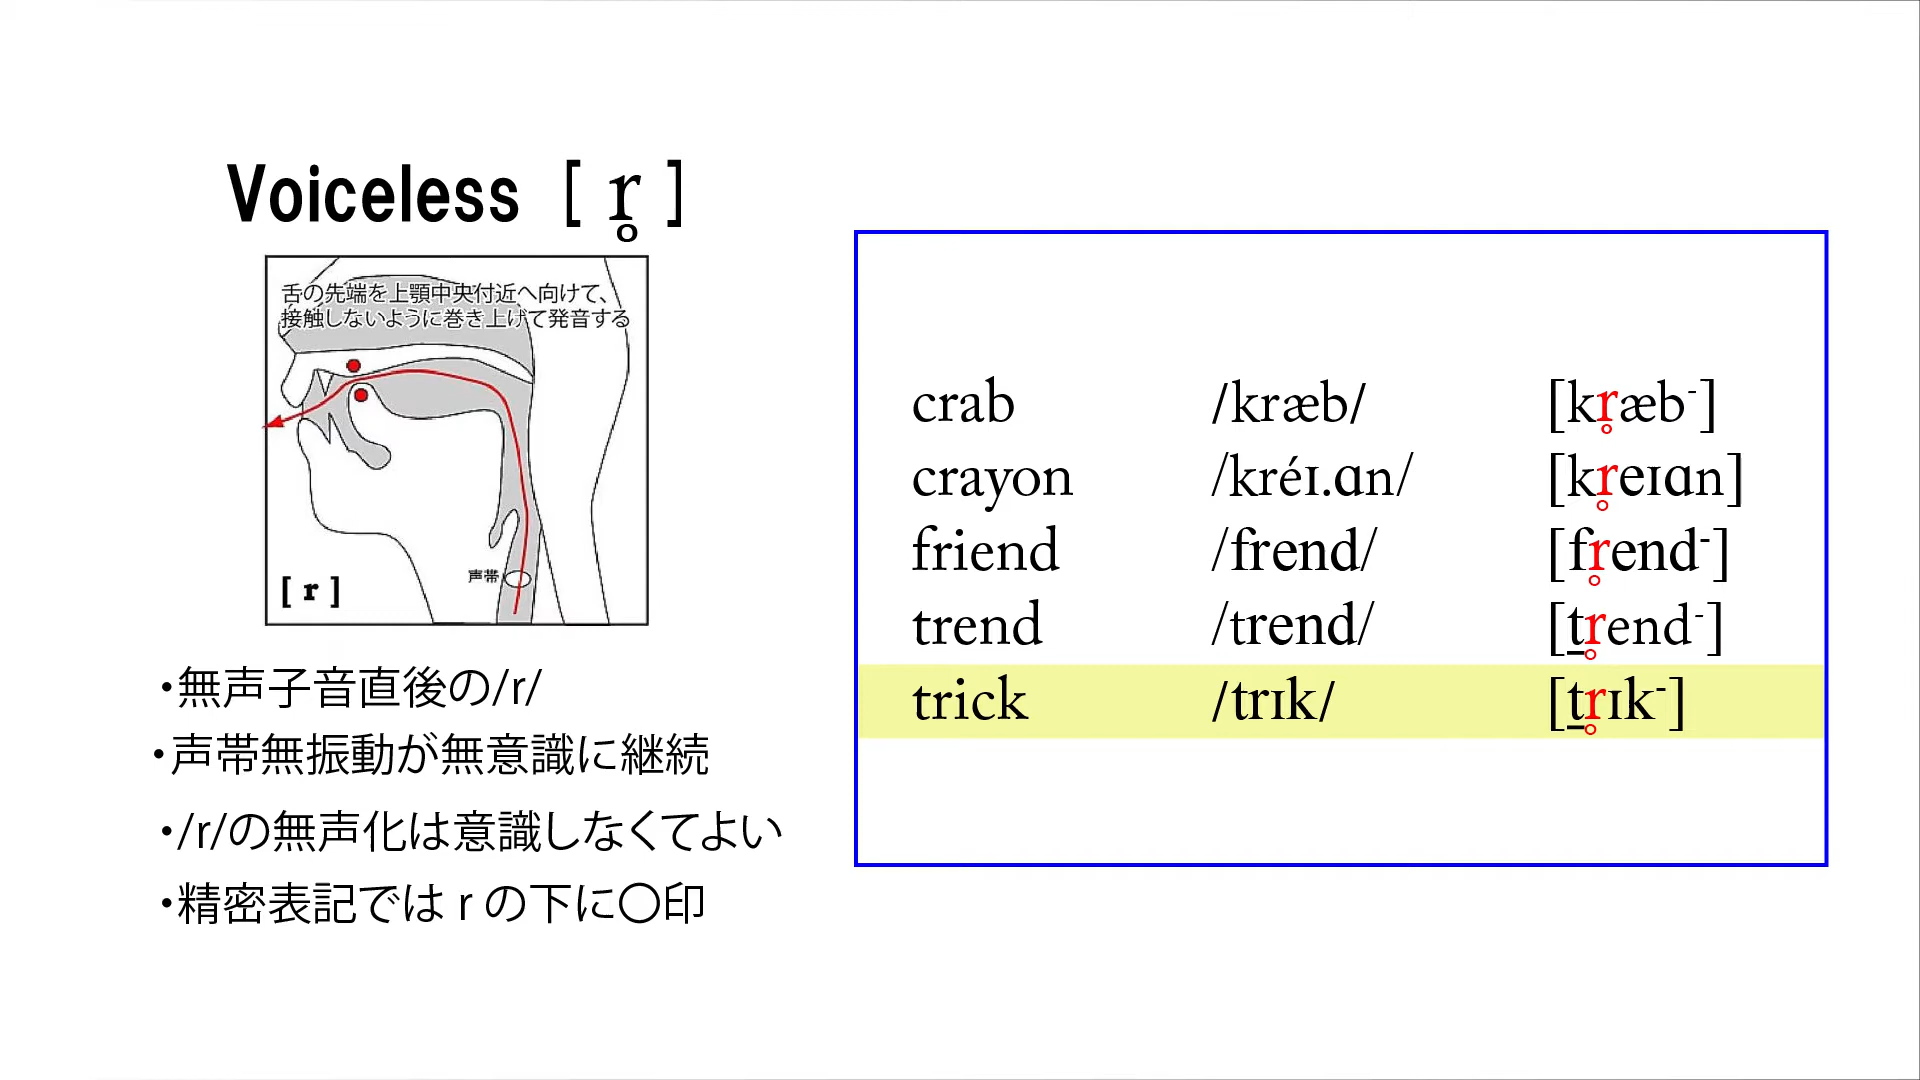 Voiceless [ r̥ ]
舌の先端を上顎中央付近へ向けて、
接触しないように巻き上げて発音する
声帯
[ r ]
・無声子音直後の/r/
・声帯無振動が無意識に継続
・/r/の無声化は意識しなくてよい
・精密表記では r の下に〇印
crab /kræb/ [kr̥æb⁻]
crayon /kréɪ.ɑn/ [kr̥eɪɑn]
friend /frend/ [fr̥end⁻]
trend /trend/ [t̠r̥end⁻]
trick /trɪk/ [t̠r̥ɪk⁻]